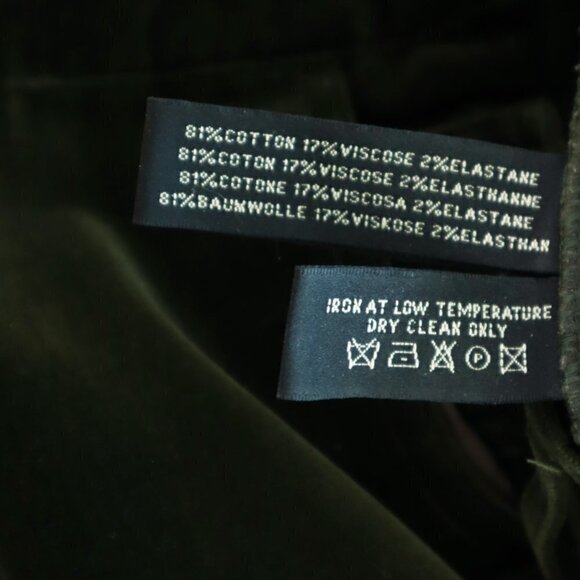 81%COTTON 17%VISCOSE 2%ELASTANE
81%COTON 17%VISCOSE 2%ELASTHANNE
81%COTONE 17%VISCOSA 2%ELASTANE
81%BAUMWOLLE 17%VISKOSE 2%ELASTHAN
IRON AT LOW TEMPERATURE
DRY CLEAN ONLY
P